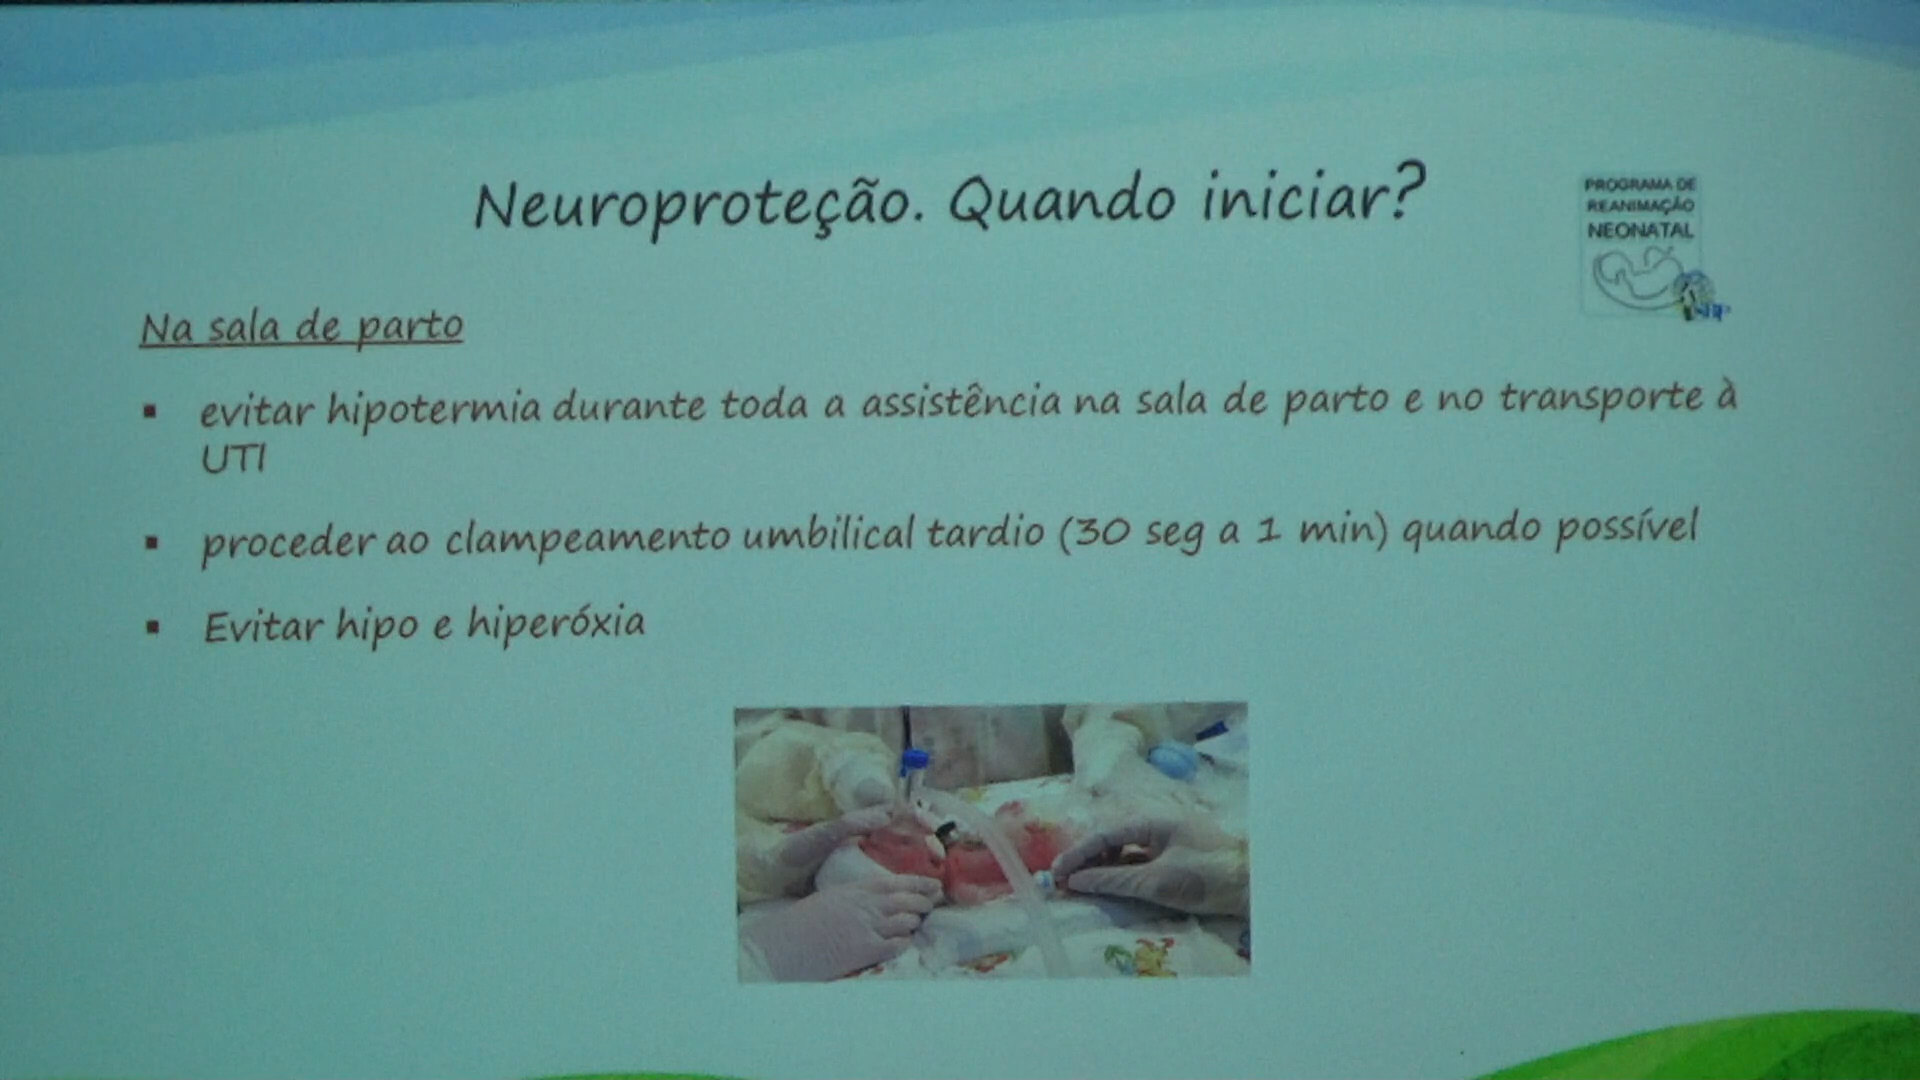 Neuroproteção. Quando iniciar?
PROGRAMA DE
REANIMAÇÃO
NEONATAL
Na sala de parto
▪ evitar hipotermia durante toda a assistência na sala de parto e no transporte à
UTI
▪ proceder ao clampeamento umbilical tardio (30 seg a 1 min) quando possível
▪ Evitar hipo e hiperóxia